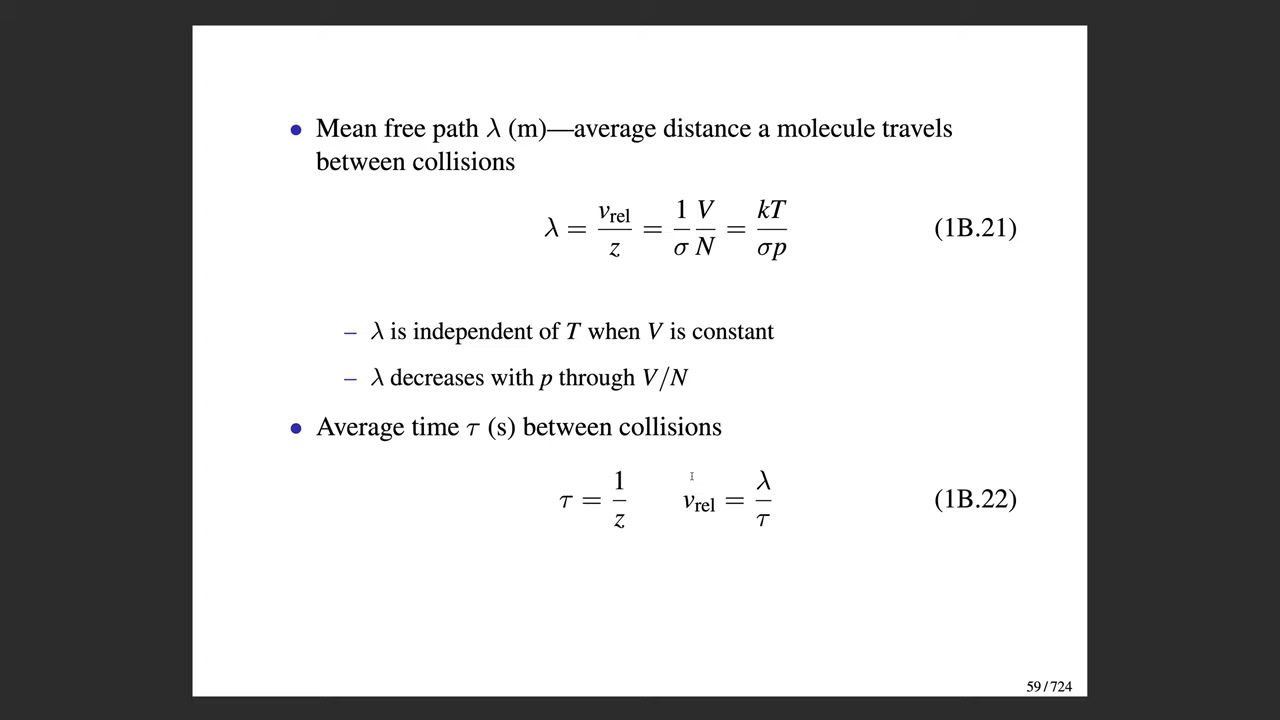 • Mean free path λ (m)—average distance a molecule travels
between collisions
λ = v_rel / z = (1/σ)(V/N) = kT / σp (1B.21)
– λ is independent of T when V is constant
– λ decreases with p through V/N
• Average time τ (s) between collisions
τ = 1/z v_rel = λ/τ (1B.22)
59 / 724